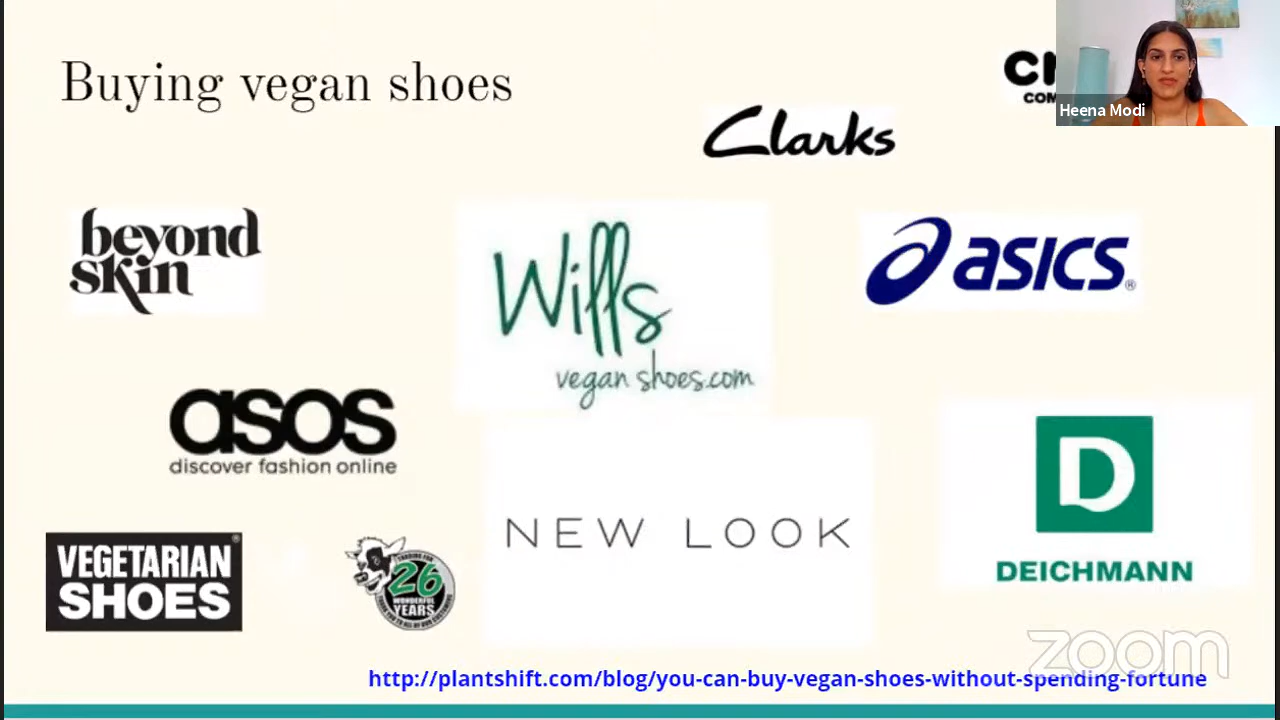 Buying vegan shoes
Clarks
Heena Modi
beyond
skin
Wills
vegan shoes.com
asics®
asos
discover fashion online
NEW LOOK
D
DEICHMANN
VEGETARIAN®
SHOES
26
WONDERFUL
YEARS
zoom
http://plantshift.com/blog/you-can-buy-vegan-shoes-without-spending-fortune